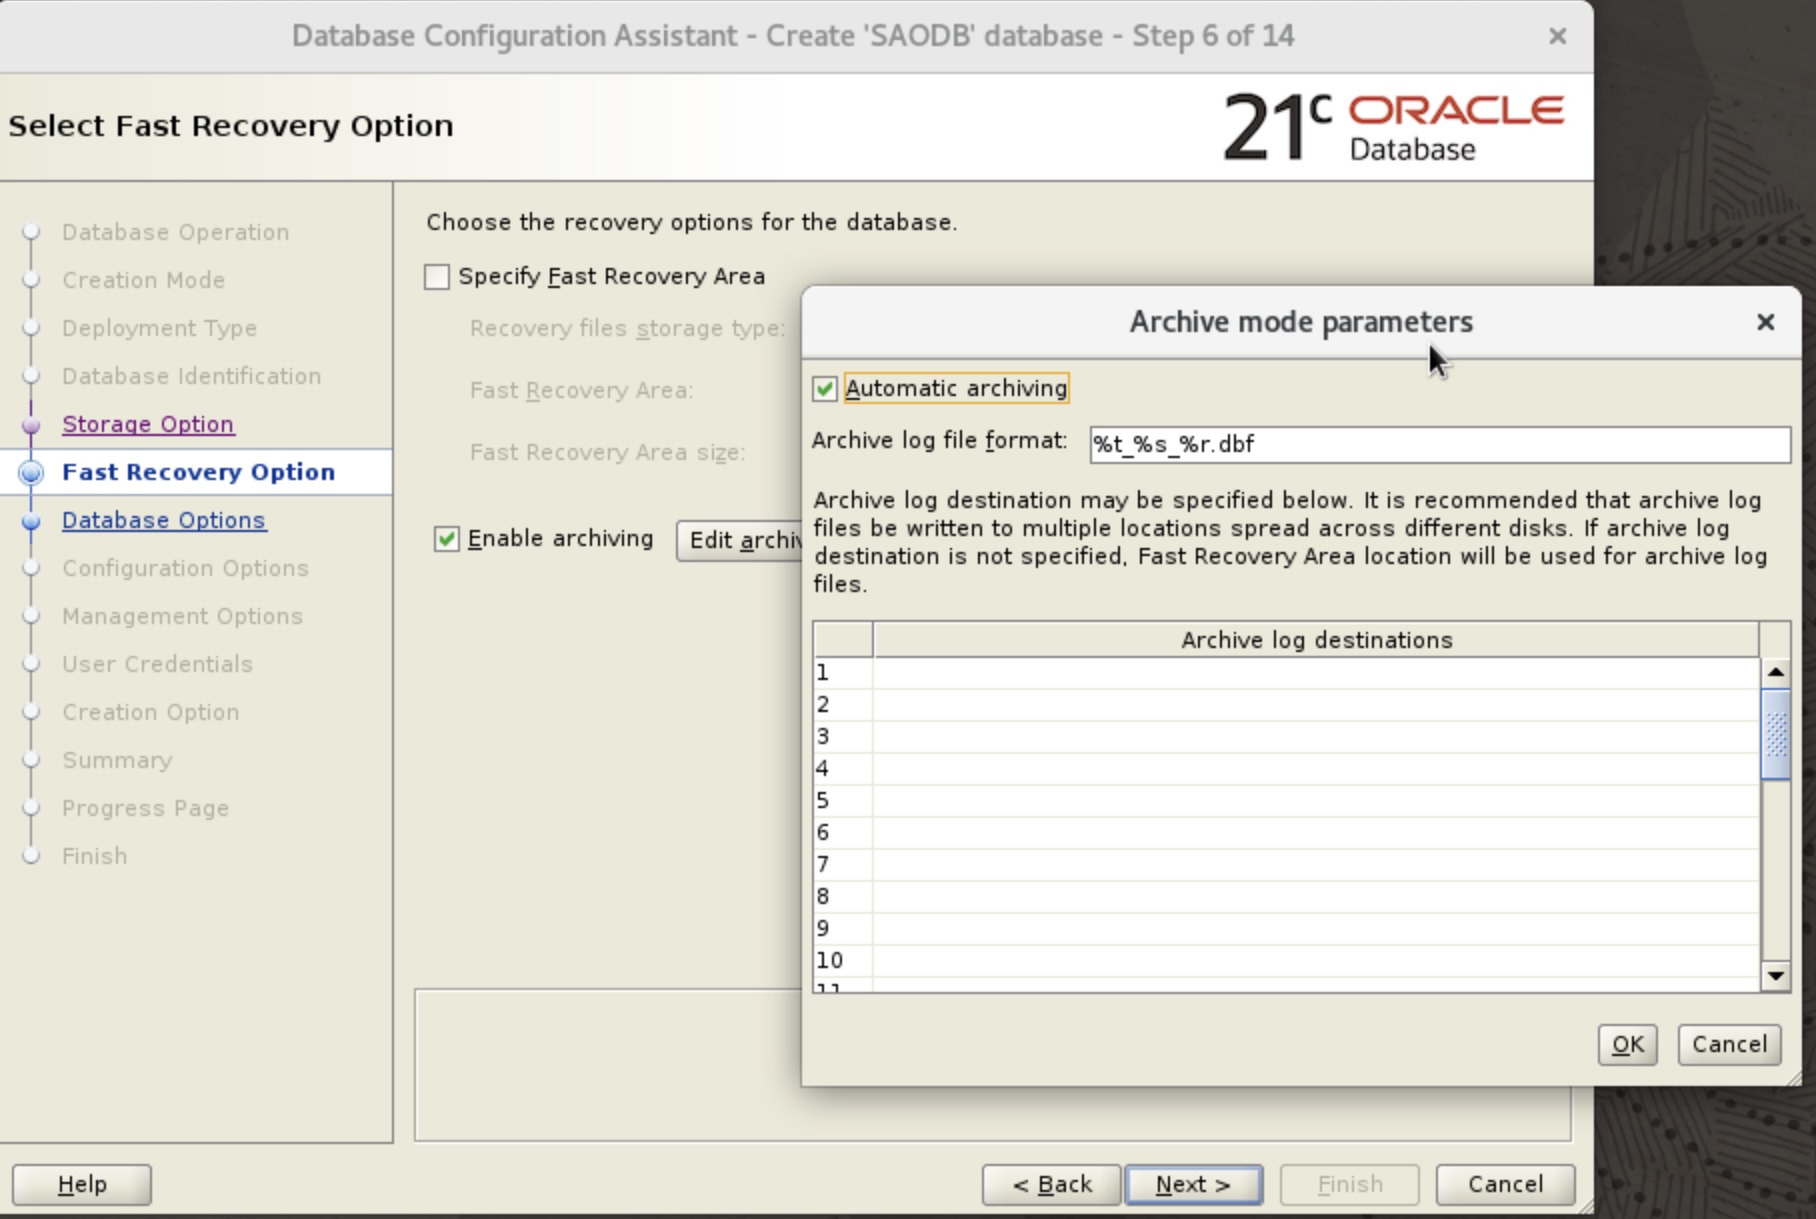 Database Configuration Assistant - Create 'SAODB' database - Step 6 of 14
Select Fast Recovery Option
21c ORACLE
Database
Database Operation
Creation Mode
Deployment Type
Database Identification
Storage Option
Fast Recovery Option
Database Options
Configuration Options
Management Options
User Credentials
Creation Option
Summary
Progress Page
Finish
Choose the recovery options for the database.
Specify Fast Recovery Area
Recovery files storage type:
Fast Recovery Area:
Fast Recovery Area size:
Enable archiving
Edit archiv
Archive mode parameters
Automatic archiving
Archive log file format: %t_%s_%r.dbf
Archive log destination may be specified below. It is recommended that archive log
files be written to multiple locations spread across different disks. If archive log
destination is not specified, Fast Recovery Area location will be used for archive log
files.
Archive log destinations
1
2
3
4
5
6
7
8
9
10
11
OK Cancel
Help < Back Next > Finish Cancel